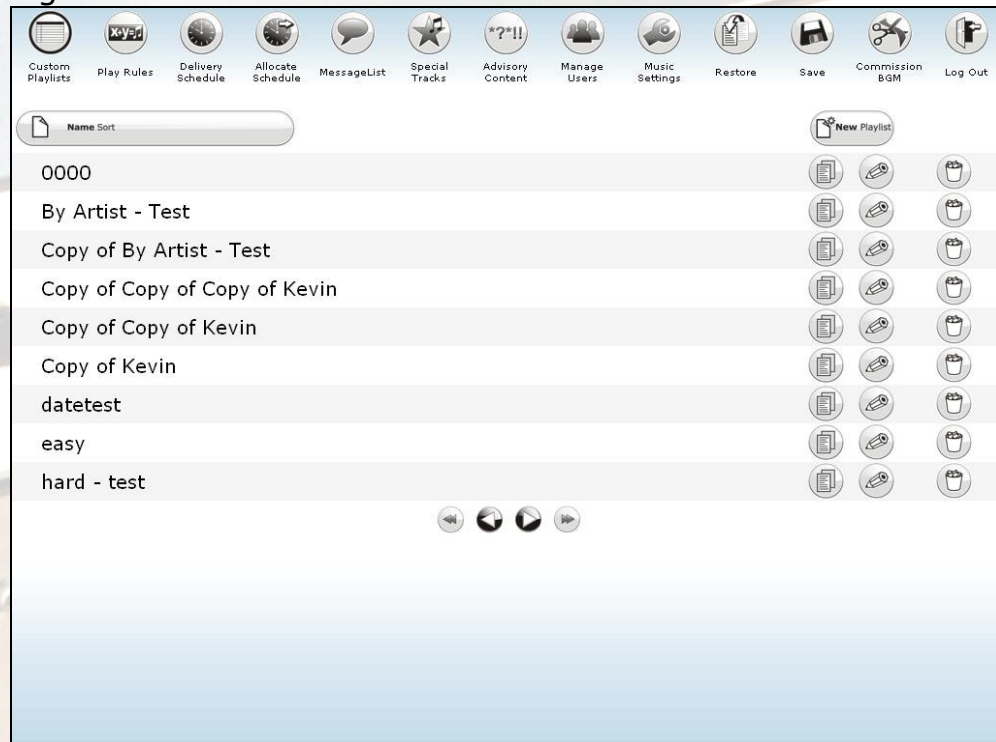 X+Y=♫
*?*!!
Custom Playlists
Play Rules
Delivery Schedule
Allocate Schedule
MessageList
Special Tracks
Advisory Content
Manage Users
Music Settings
Restore
Save
Commission BGM
Log Out
Name Sort
New Playlist
0000
By Artist - Test
Copy of By Artist - Test
Copy of Copy of Copy of Kevin
Copy of Copy of Kevin
Copy of Kevin
datetest
easy
hard - test